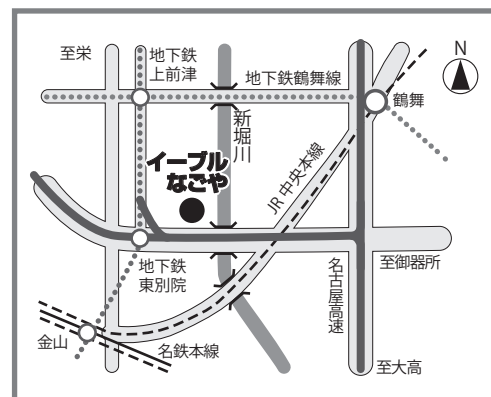 至栄
地下鉄
上前津
地下鉄鶴舞線
N
鶴舞
新堀川
イーブル
なごや
JR中央本線
地下鉄
東別院
名古屋高速
至御器所
金山
名鉄本線
至大高